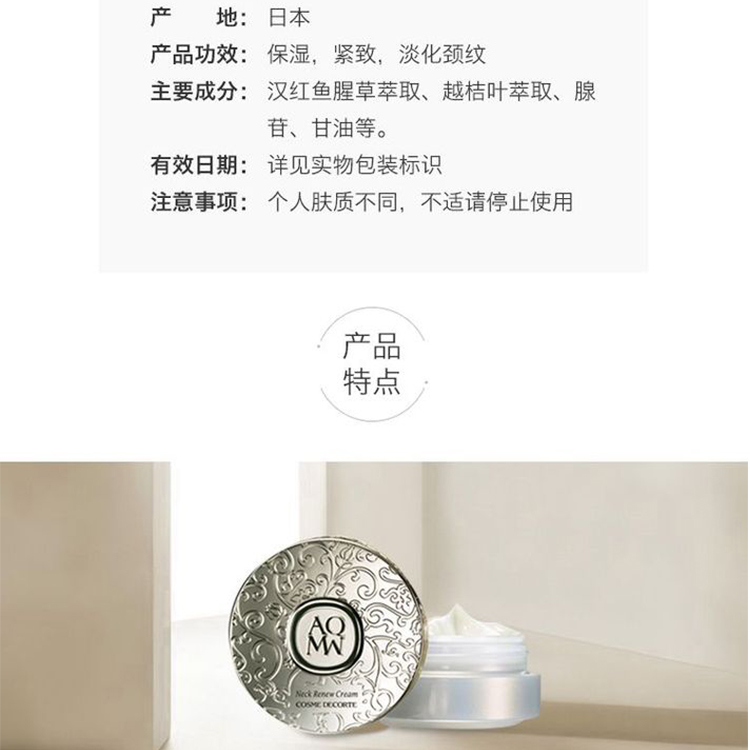 产 地： 日本
产品功效： 保湿，紧致，淡化颈纹
主要成分： 汉红鱼腥草萃取、越桔叶萃取、腺
苷、甘油等。
有效日期： 详见实物包装标识
注意事项： 个人肤质不同，不适请停止使用
产品
特点
AQ
MW
Neck Renew Cream
COSME DECORTE